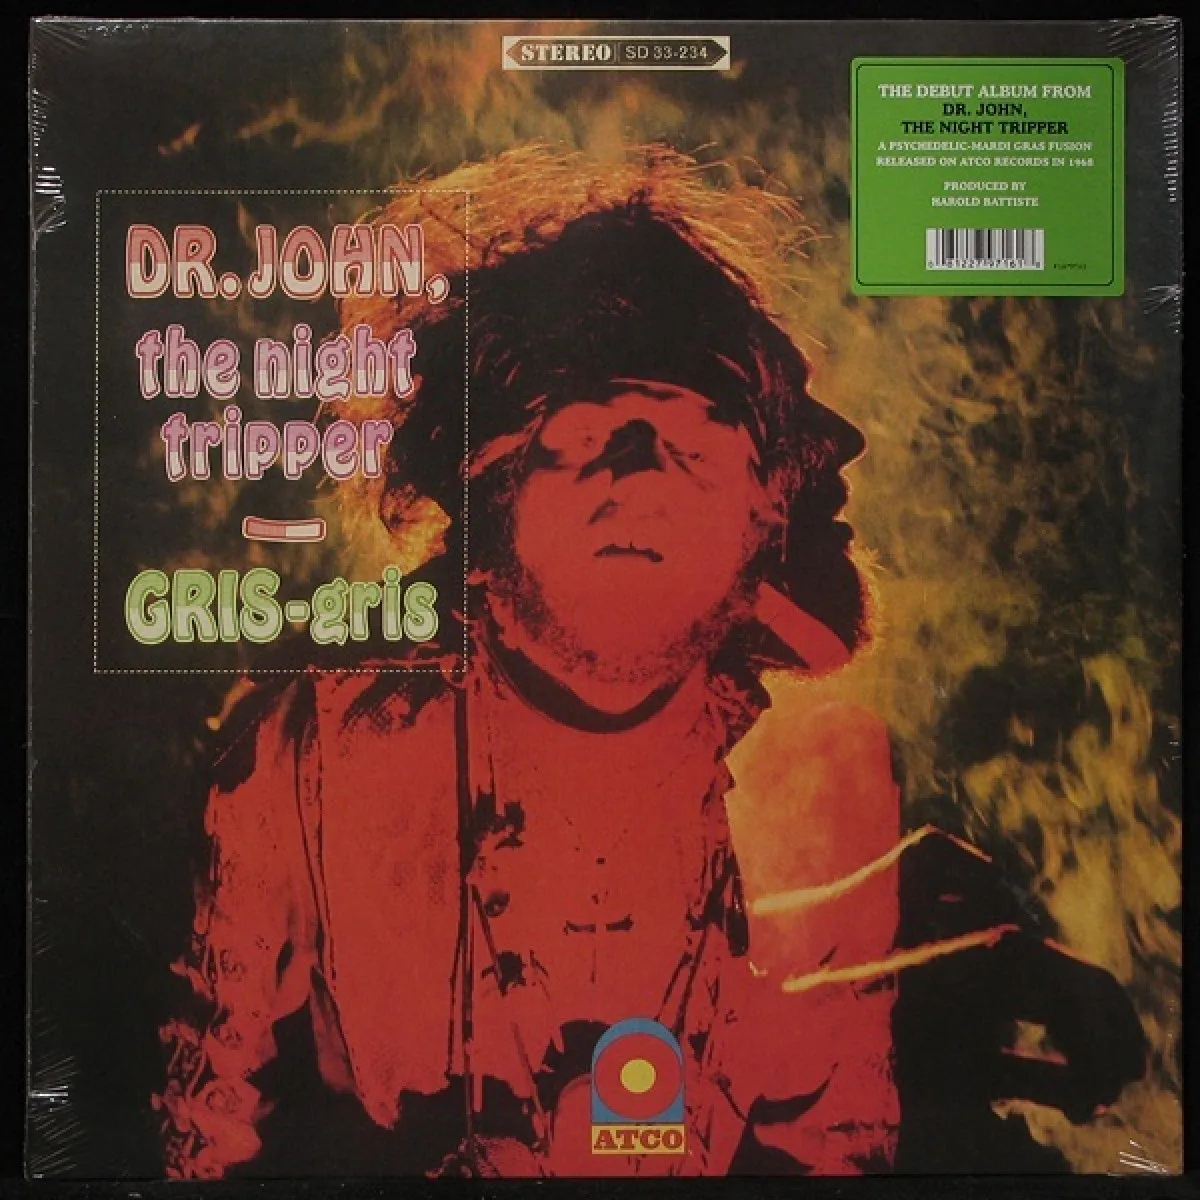 STEREO SD 33-234
THE DEBUT ALBUM FROM
DR. JOHN,
THE NIGHT TRIPPER
A PSYCHEDELIC-MARDI GRAS FUSION
RELEASED ON ATCO RECORDS IN 1968
PRODUCED BY
HAROLD BATTISTE
DR. JOHN,
the night
tripper
GRIS-gris
ATCO